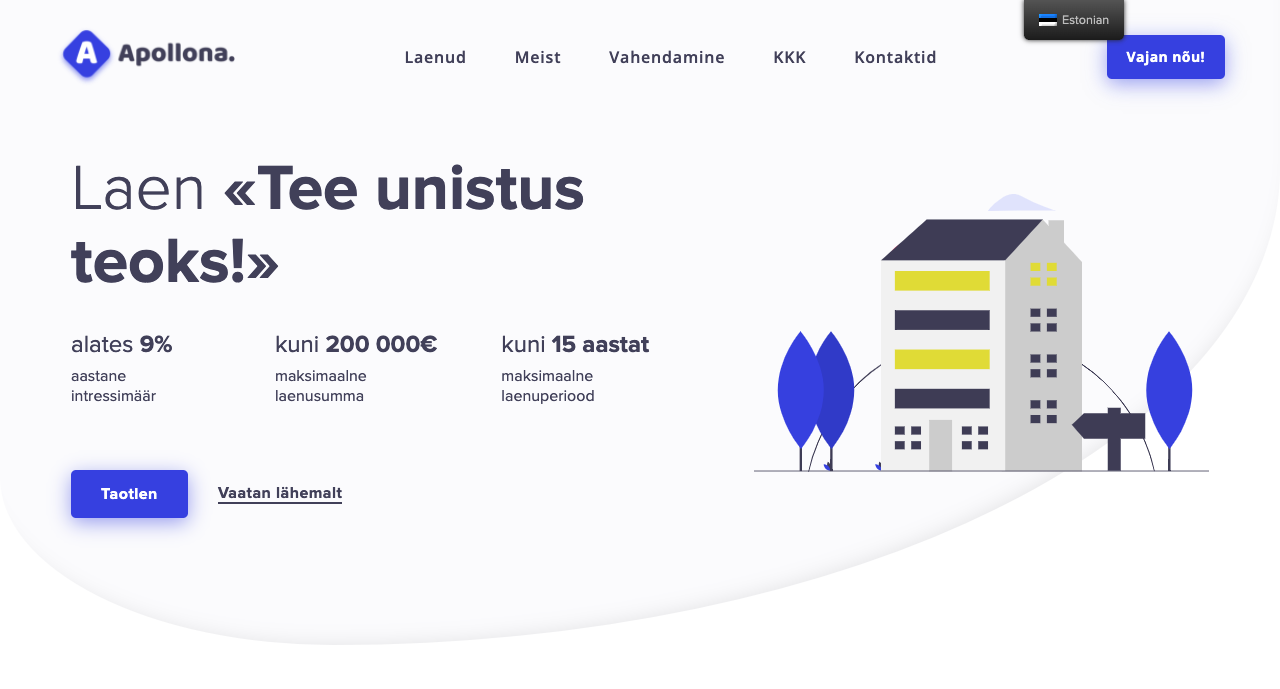 Estonian
A Apollona.
Laenud Meist Vahendamine KKK Kontaktid
Vajan nõu!
Laen «Tee unistus
teoks!»
alates 9%
aastane
intressimäär
kuni 200 000€
maksimaalne
laenusumma
kuni 15 aastat
maksimaalne
laenuperiood
Taotlen
Vaatan lähemalt